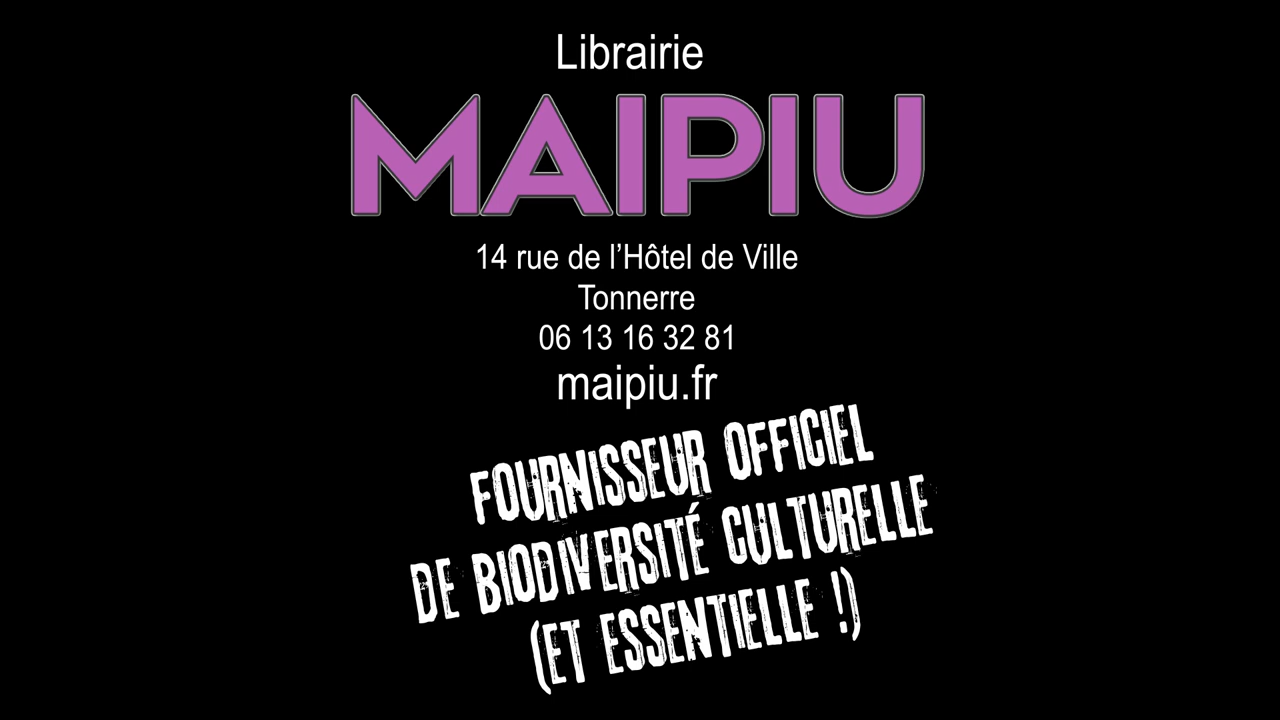 Librairie
MAIPIU
14 rue de l’Hôtel de Ville
Tonnerre
06 13 16 32 81
maipiu.fr
FOURNISSEUR OFFICIEL
DE BIODIVERSITÉ CULTURELLE
(ET ESSENTIELLE !)